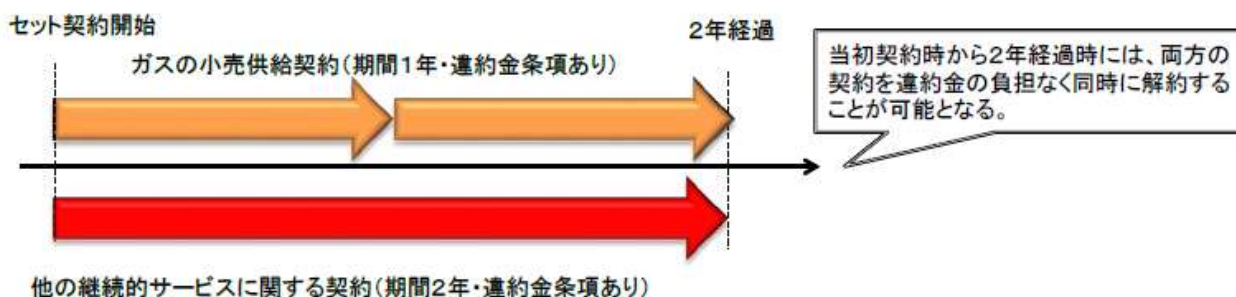 セット契約開始
2年経過
ガスの小売供給契約(期間1年・違約金条項あり)
当初契約時から2年経過時には、両方の
契約を違約金の負担なく同時に解約する
ことが可能となる。
他の継続的サービスに関する契約(期間2年・違約金条項あり)